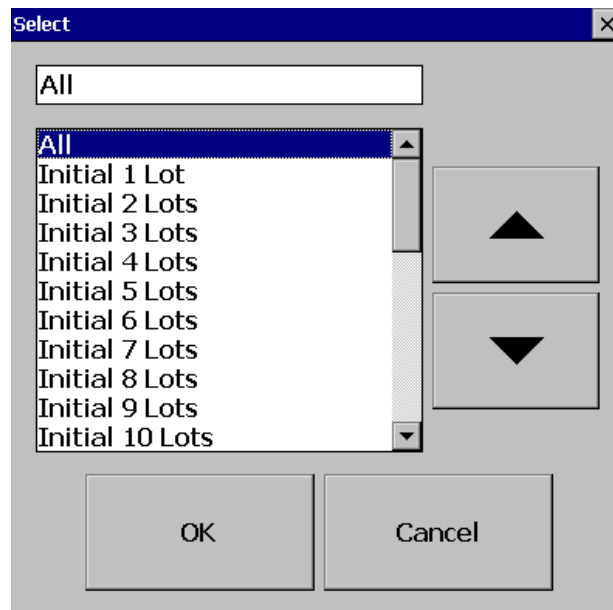 Select
All
All
Initial 1 Lot
Initial 2 Lots
Initial 3 Lots
Initial 4 Lots
Initial 5 Lots
Initial 6 Lots
Initial 7 Lots
Initial 8 Lots
Initial 9 Lots
Initial 10 Lots
OK
Cancel